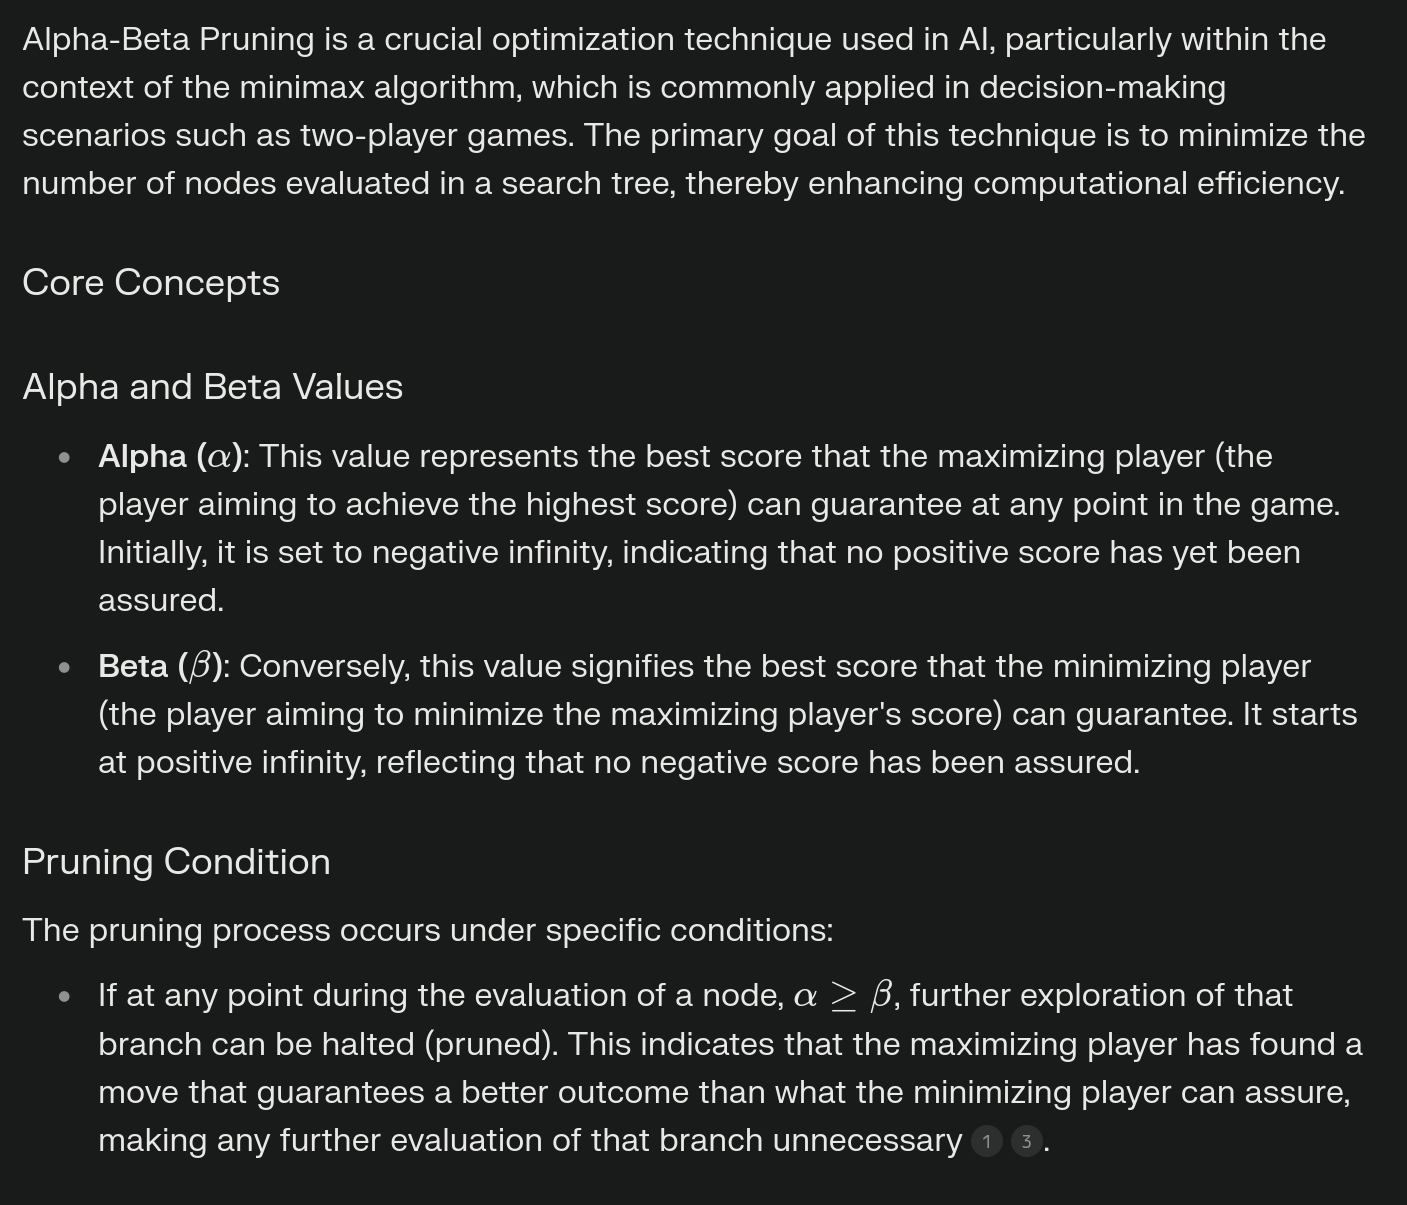 Alpha-Beta Pruning is a crucial optimization technique used in AI, particularly within the
context of the minimax algorithm, which is commonly applied in decision-making
scenarios such as two-player games. The primary goal of this technique is to minimize the
number of nodes evaluated in a search tree, thereby enhancing computational efficiency.
Core Concepts
Alpha and Beta Values
• Alpha (α): This value represents the best score that the maximizing player (the
player aiming to achieve the highest score) can guarantee at any point in the game.
Initially, it is set to negative infinity, indicating that no positive score has yet been
assured.
• Beta (β): Conversely, this value signifies the best score that the minimizing player
(the player aiming to minimize the maximizing player's score) can guarantee. It starts
at positive infinity, reflecting that no negative score has been assured.
Pruning Condition
The pruning process occurs under specific conditions:
• If at any point during the evaluation of a node, α ≥ β, further exploration of that
branch can be halted (pruned). This indicates that the maximizing player has found a
move that guarantees a better outcome than what the minimizing player can assure,
making any further evaluation of that branch unnecessary 1 3.